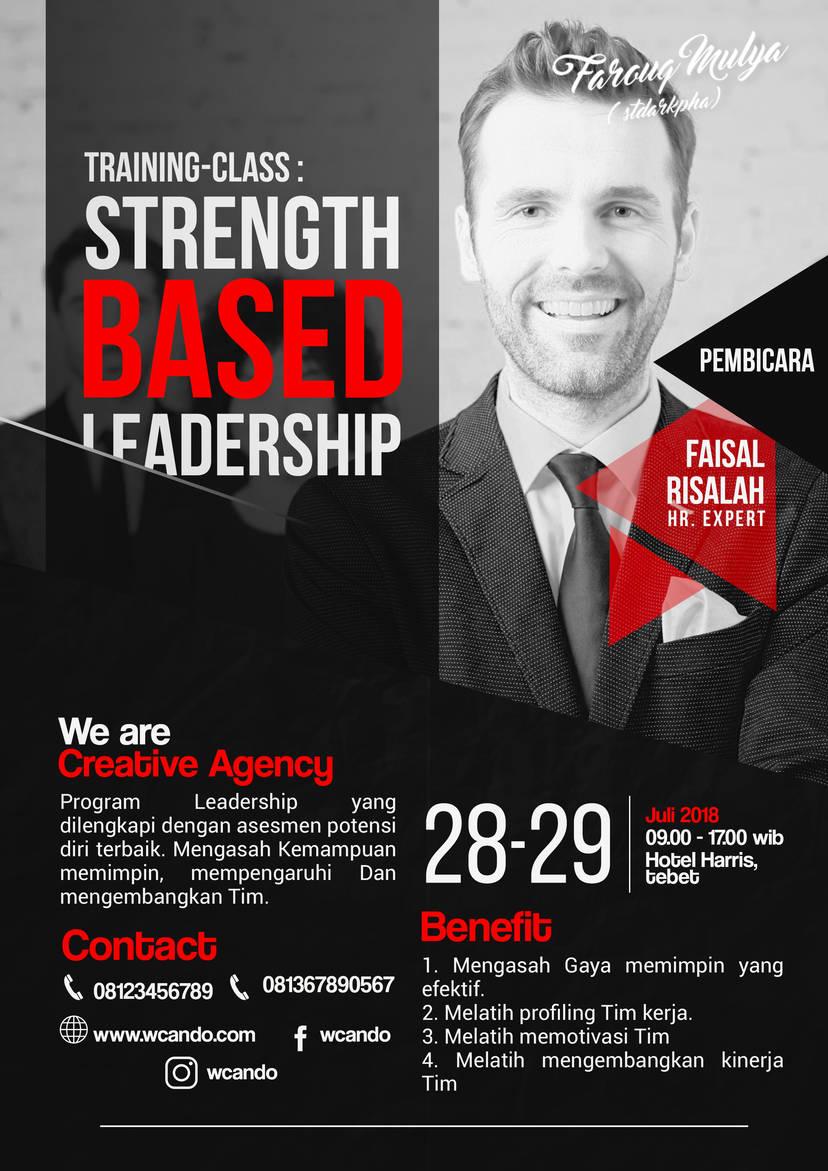 Farouq Mulya
( stdarkpha)
TRAINING-CLASS :
STRENGTH
BASED
LEADERSHIP
PEMBICARA
FAISAL
RISALAH
HR. EXPERT
We are
Creative Agency
Program Leadership yang
dilengkapi dengan asesmen potensi
diri terbaik. Mengasah Kemampuan
memimpin, mempengaruhi Dan
mengembangkan Tim.
Contact
08123456789 081367890567
www.wcando.com wcando
wcando
28-29
Juli 2018
09.00 - 17.00 wib
Hotel Harris,
tebet
Benefit
1. Mengasah Gaya memimpin yang
efektif.
2. Melatih profiling Tim kerja.
3. Melatih memotivasi Tim
4. Melatih mengembangkan kinerja
Tim